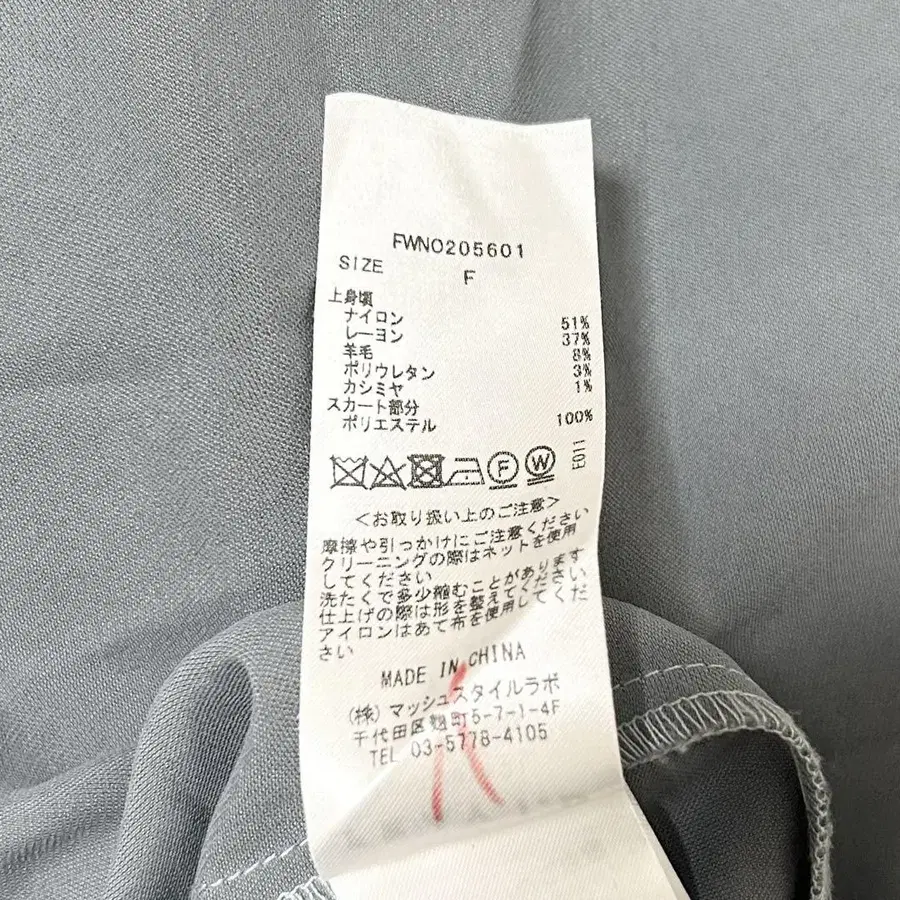 FWNO205601
SIZE F
上身頃
ナイロン 51%
レーヨン 37%
羊毛 8%
ポリウレタン 3%
カシミヤ 1%
スカート部分
ポリエステル 100%
F W E011
<お取り扱い上のご注意>
摩擦や引っかけにご注意ください
クリーニングの際はネットを使用
してください
洗たくで多少縮むことがあります
仕上げの際は形を整えてください
アイロンはあて布を使用してくだ
さい
MADE IN CHINA
(株)マッシュスタイルラボ
千代田区麹町5-7-1-4F
TEL 03-5778-4105